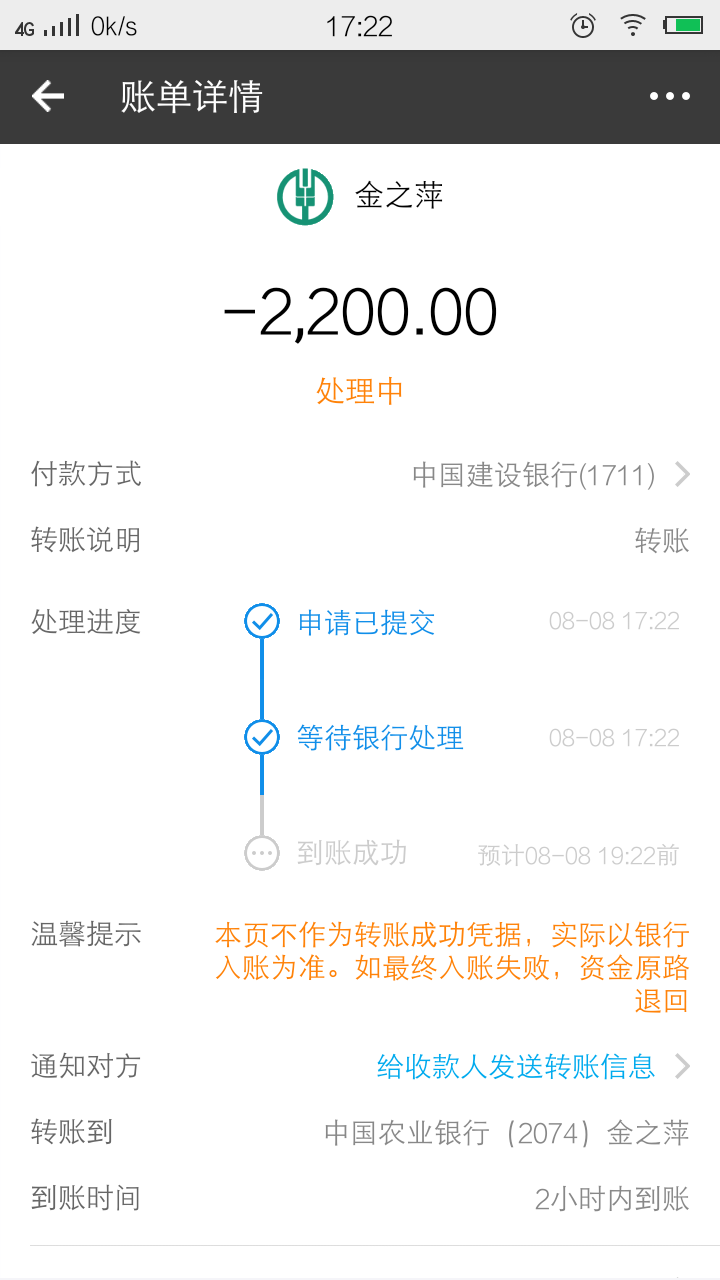 4G 0k/s 17:22
账单详情
金之萍
-2,200.00
处理中
付款方式 中国建设银行(1711)
转账说明 转账
处理进度 申请已提交 08-08 17:22
等待银行处理 08-08 17:22
到账成功 预计08-08 19:22前
温馨提示 本页不作为转账成功凭据，实际以银行
入账为准。如最终入账失败，资金原路
退回
通知对方 给收款人发送转账信息
转账到 中国农业银行（2074）金之萍
到账时间 2小时内到账